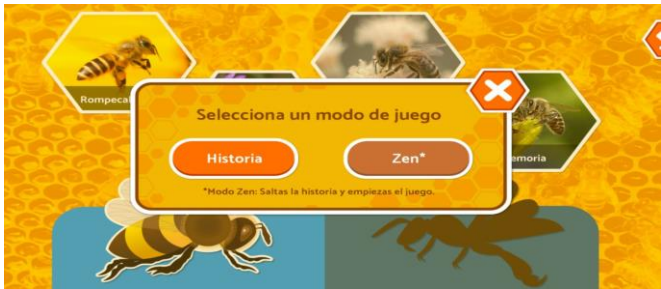 Selecciona un modo de juego
Historia
Zen*
*Modo Zen: Saltas la historia y empiezas el juego.